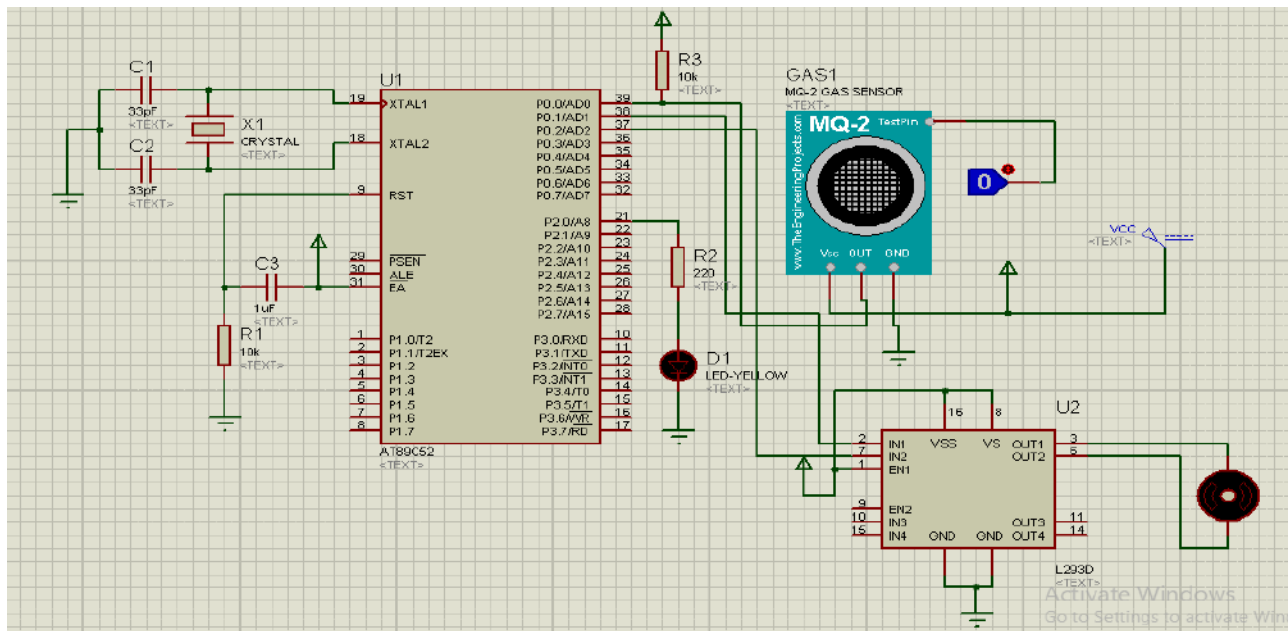 C1
33pF
<TEXT>
X1
CRYSTAL
<TEXT>
C2
33pF
<TEXT>
U1
19 XTAL1
18 XTAL2
9 RST
29 PSEN
30 ALE
31 EA
1 P1.0/T2
2 P1.1/T2EX
3 P1.2
4 P1.3
5 P1.4
6 P1.5
7 P1.6
8 P1.7
P0.0/AD0 39
P0.1/AD1 38
P0.2/AD2 37
P0.3/AD3 36
P0.4/AD4 35
P0.5/AD5 34
P0.6/AD6 33
P0.7/AD7 32
P2.0/A8 21
P2.1/A9 22
P2.2/A10 23
P2.3/A11 24
P2.4/A12 25
P2.5/A13 26
P2.6/A14 27
P2.7/A15 28
P3.0/RXD 10
P3.1/TXD 11
P3.2/INT0 12
P3.3/INT1 13
P3.4/T0 14
P3.5/T1 15
P3.6/WR 16
P3.7/RD 17
AT89C52
<TEXT>
C3
1uF
<TEXT>
R1
10k
<TEXT>
R3
10k
<TEXT>
R2
220
<TEXT>
D1
LED-YELLOW
<TEXT>
GAS1
MQ-2 GAS SENSOR
<TEXT>
MQ-2 TestPin
www.TheEngineeringProjects.com
Vcc OUT GND
0
VCC
<TEXT>
U2
16 8
VSS VS
2 IN1
7 IN2
1 EN1
9 EN2
10 IN3
15 IN4
OUT1 3
OUT2 6
OUT3 11
OUT4 14
GND GND
L293D
<TEXT>
Activate Windows
Go to Settings to activate Win